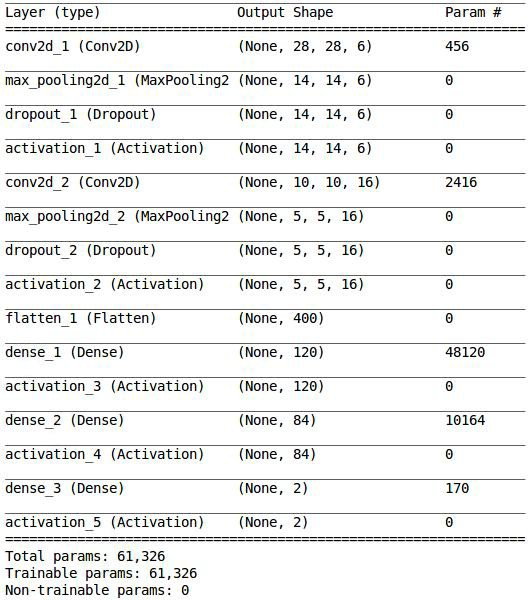 Layer (type) Output Shape Param #
=================================================================
conv2d_1 (Conv2D) (None, 28, 28, 6) 456
max_pooling2d_1 (MaxPooling2 (None, 14, 14, 6) 0
dropout_1 (Dropout) (None, 14, 14, 6) 0
activation_1 (Activation) (None, 14, 14, 6) 0
conv2d_2 (Conv2D) (None, 10, 10, 16) 2416
max_pooling2d_2 (MaxPooling2 (None, 5, 5, 16) 0
dropout_2 (Dropout) (None, 5, 5, 16) 0
activation_2 (Activation) (None, 5, 5, 16) 0
flatten_1 (Flatten) (None, 400) 0
dense_1 (Dense) (None, 120) 48120
activation_3 (Activation) (None, 120) 0
dense_2 (Dense) (None, 84) 10164
activation_4 (Activation) (None, 84) 0
dense_3 (Dense) (None, 2) 170
activation_5 (Activation) (None, 2) 0
=================================================================
Total params: 61,326
Trainable params: 61,326
Non-trainable params: 0